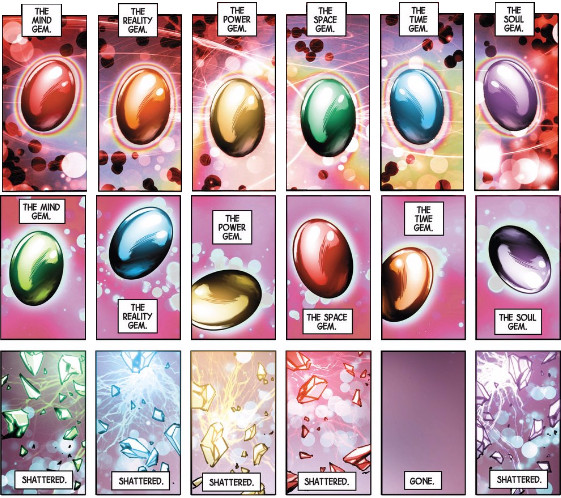 THE
MIND
GEM.
THE
REALITY
GEM.
THE
POWER
GEM.
THE
SPACE
GEM.
THE
TIME
GEM.
THE
SOUL
GEM.
THE MIND
GEM.
THE
REALITY
GEM.
THE
POWER
GEM.
THE SPACE
GEM.
THE
TIME
GEM.
THE SOUL
GEM.
SHATTERED.
SHATTERED.
SHATTERED.
SHATTERED.
GONE.
SHATTERED.